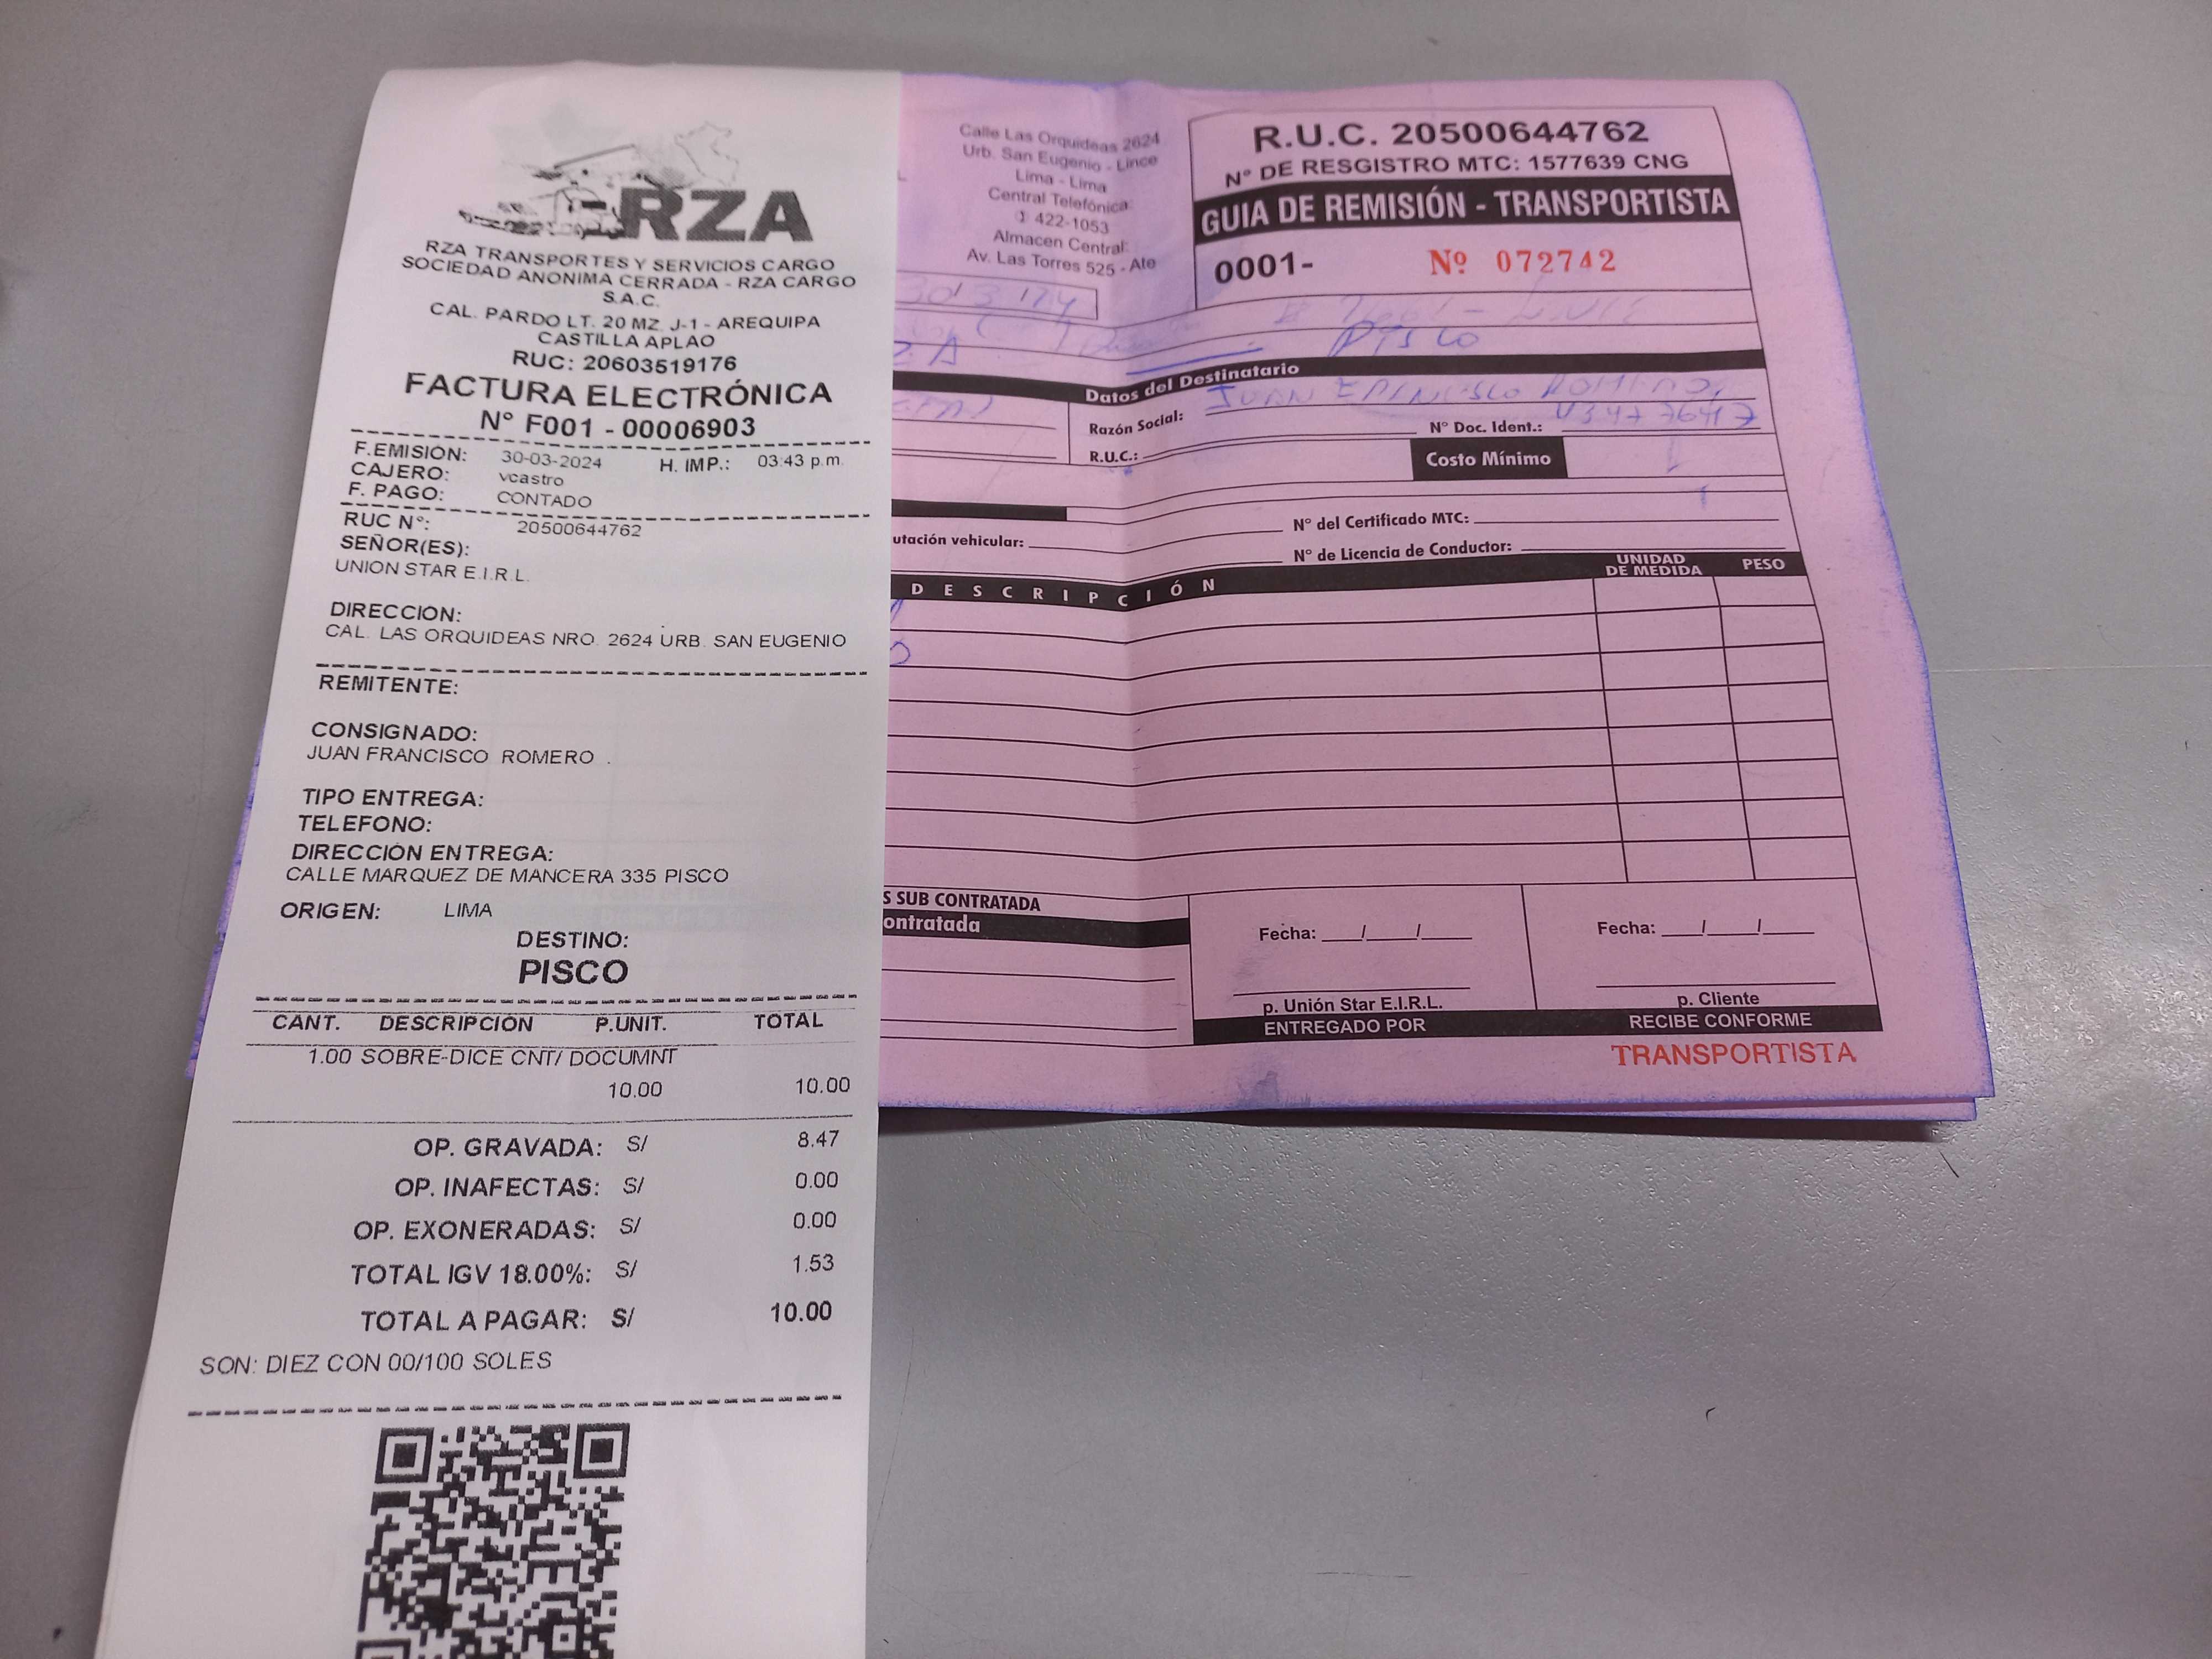 RZA
RZA TRANSPORTES Y SERVICIOS CARGO
SOCIEDAD ANONIMA CERRADA - RZA CARGO
S.A.C.
CAL. PARDO LT. 20 MZ. J-1 - AREQUIPA
CASTILLA APLAO
RUC: 20603519176
FACTURA ELECTRÓNICA
N° F001 - 00006903
F.EMISIÓN: 30-03-2024 H. IMP.: 03:43 p.m.
CAJERO: vcastro
F. PAGO: CONTADO
RUC N°: 20500644762
SEÑOR(ES):
UNION STAR E.I.R.L.
DIRECCIÓN:
CAL. LAS ORQUIDEAS NRO. 2624 URB. SAN EUGENIO
REMITENTE:
CONSIGNADO:
JUAN FRANCISCO ROMERO .
TIPO ENTREGA:
TELEFONO:
DIRECCIÓN ENTREGA:
CALLE MARQUEZ DE MANCERA 335 PISCO
ORIGEN: LIMA
DESTINO:
PISCO
CANT. DESCRIPCIÓN P.UNIT. TOTAL
1.00 SOBRE-DICE CNT/ DOCUMNT
10.00 10.00
OP. GRAVADA: S/ 8.47
OP. INAFECTAS: S/ 0.00
OP. EXONERADAS: S/ 0.00
TOTAL IGV 18.00%: S/ 1.53
TOTAL A PAGAR: S/ 10.00
SON: DIEZ CON 00/100 SOLES
Calle Las Orquideas 2624
Urb. San Eugenio - Lince
Lima - Lima
Central Telefónica:
422-1053
Almacen Central:
Av. Las Torres 525 - Ate
R.U.C. 20500644762
N° DE RESGISTRO MTC: 1577639 CNG
GUIA DE REMISIÓN - TRANSPORTISTA
0001- Nº 072742
PISCO
Datos del Destinatario
Razón Social: JUAN
N° Doc. Ident.:
R.U.C.:
Costo Mínimo
N° del Certificado MTC:
utación vehicular:
N° de Licencia de Conductor:
DESCRIPCIÓN UNIDAD DE MEDIDA PESO
S SUB CONTRATADA
ontratada
Fecha: / / Fecha: / /
p. Unión Star E.I.R.L. p. Cliente
ENTREGADO POR RECIBE CONFORME
TRANSPORTISTA